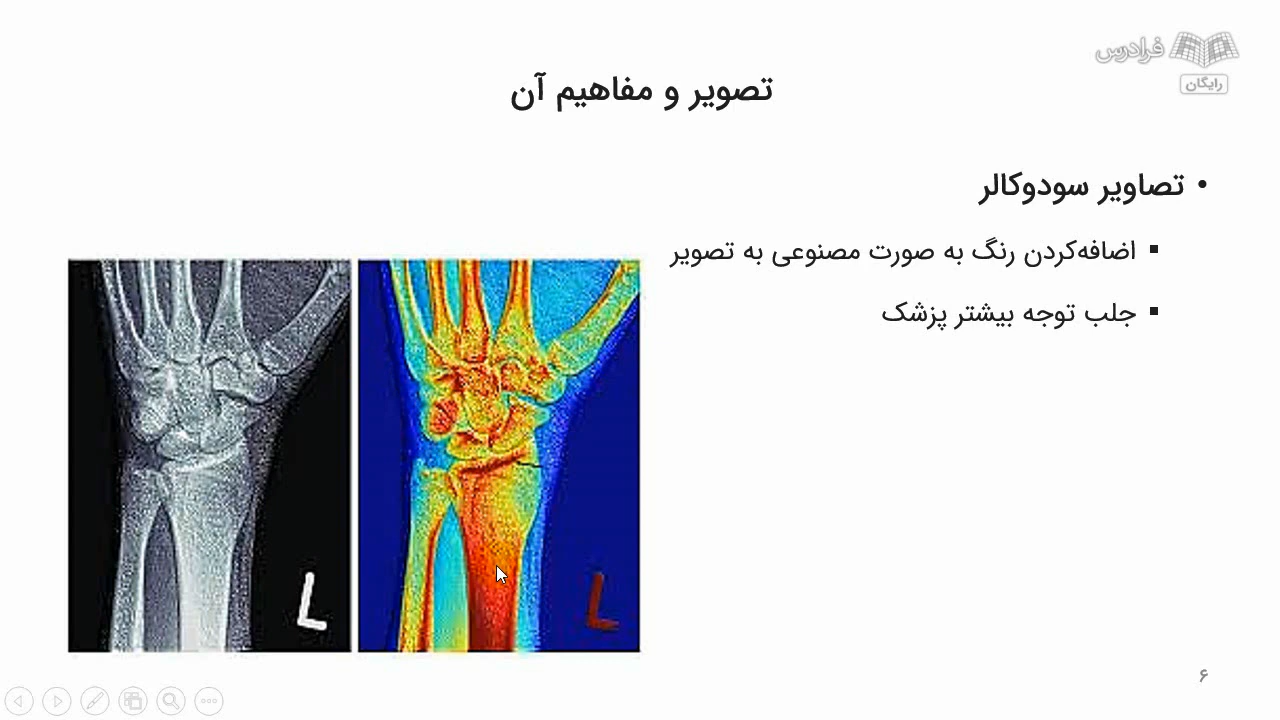 فرادرس
رایگان
تصویر و مفاهیم آن
• تصاویر سودوکالر
▪ اضافه‌کردن رنگ به صورت مصنوعی به تصویر
▪ جلب توجه بیشتر پزشک
L
L
۶